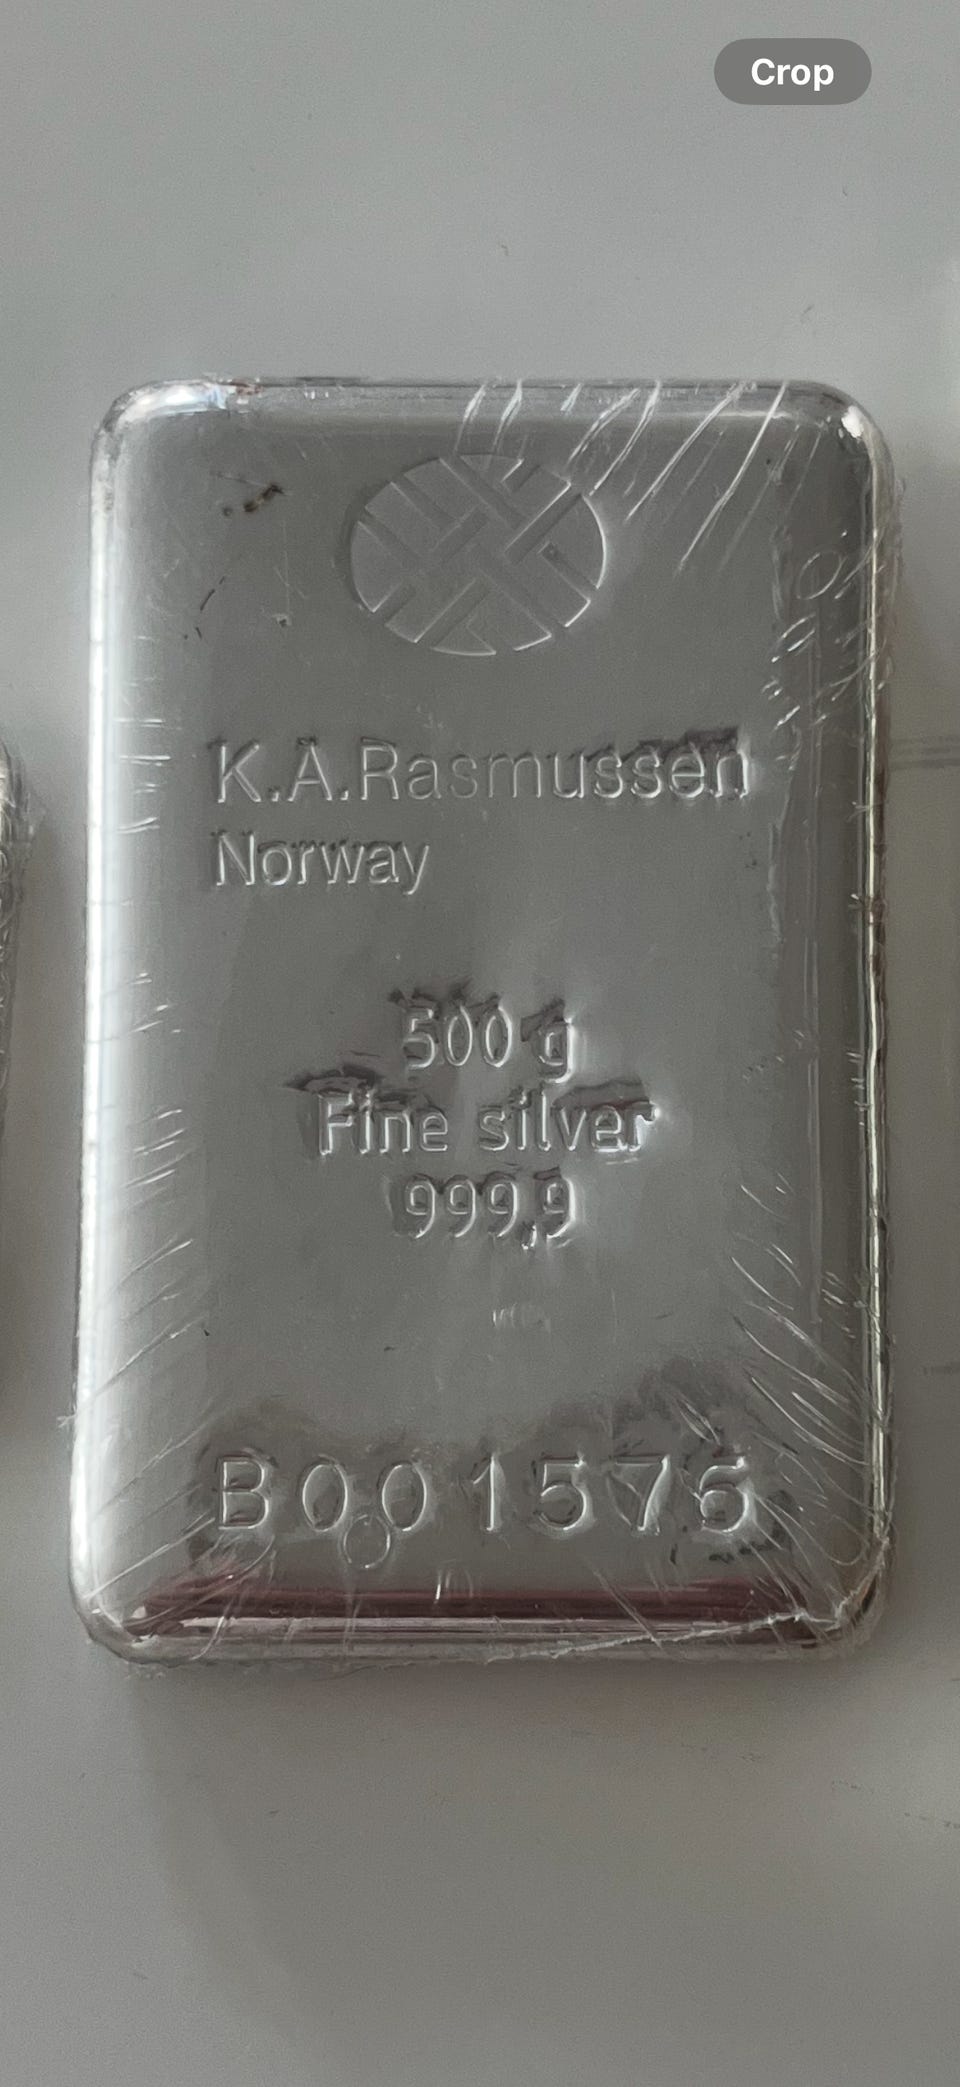 Crop
K.A.Rasmussen
Norway
500 g
Fine silver
999,9
B001576